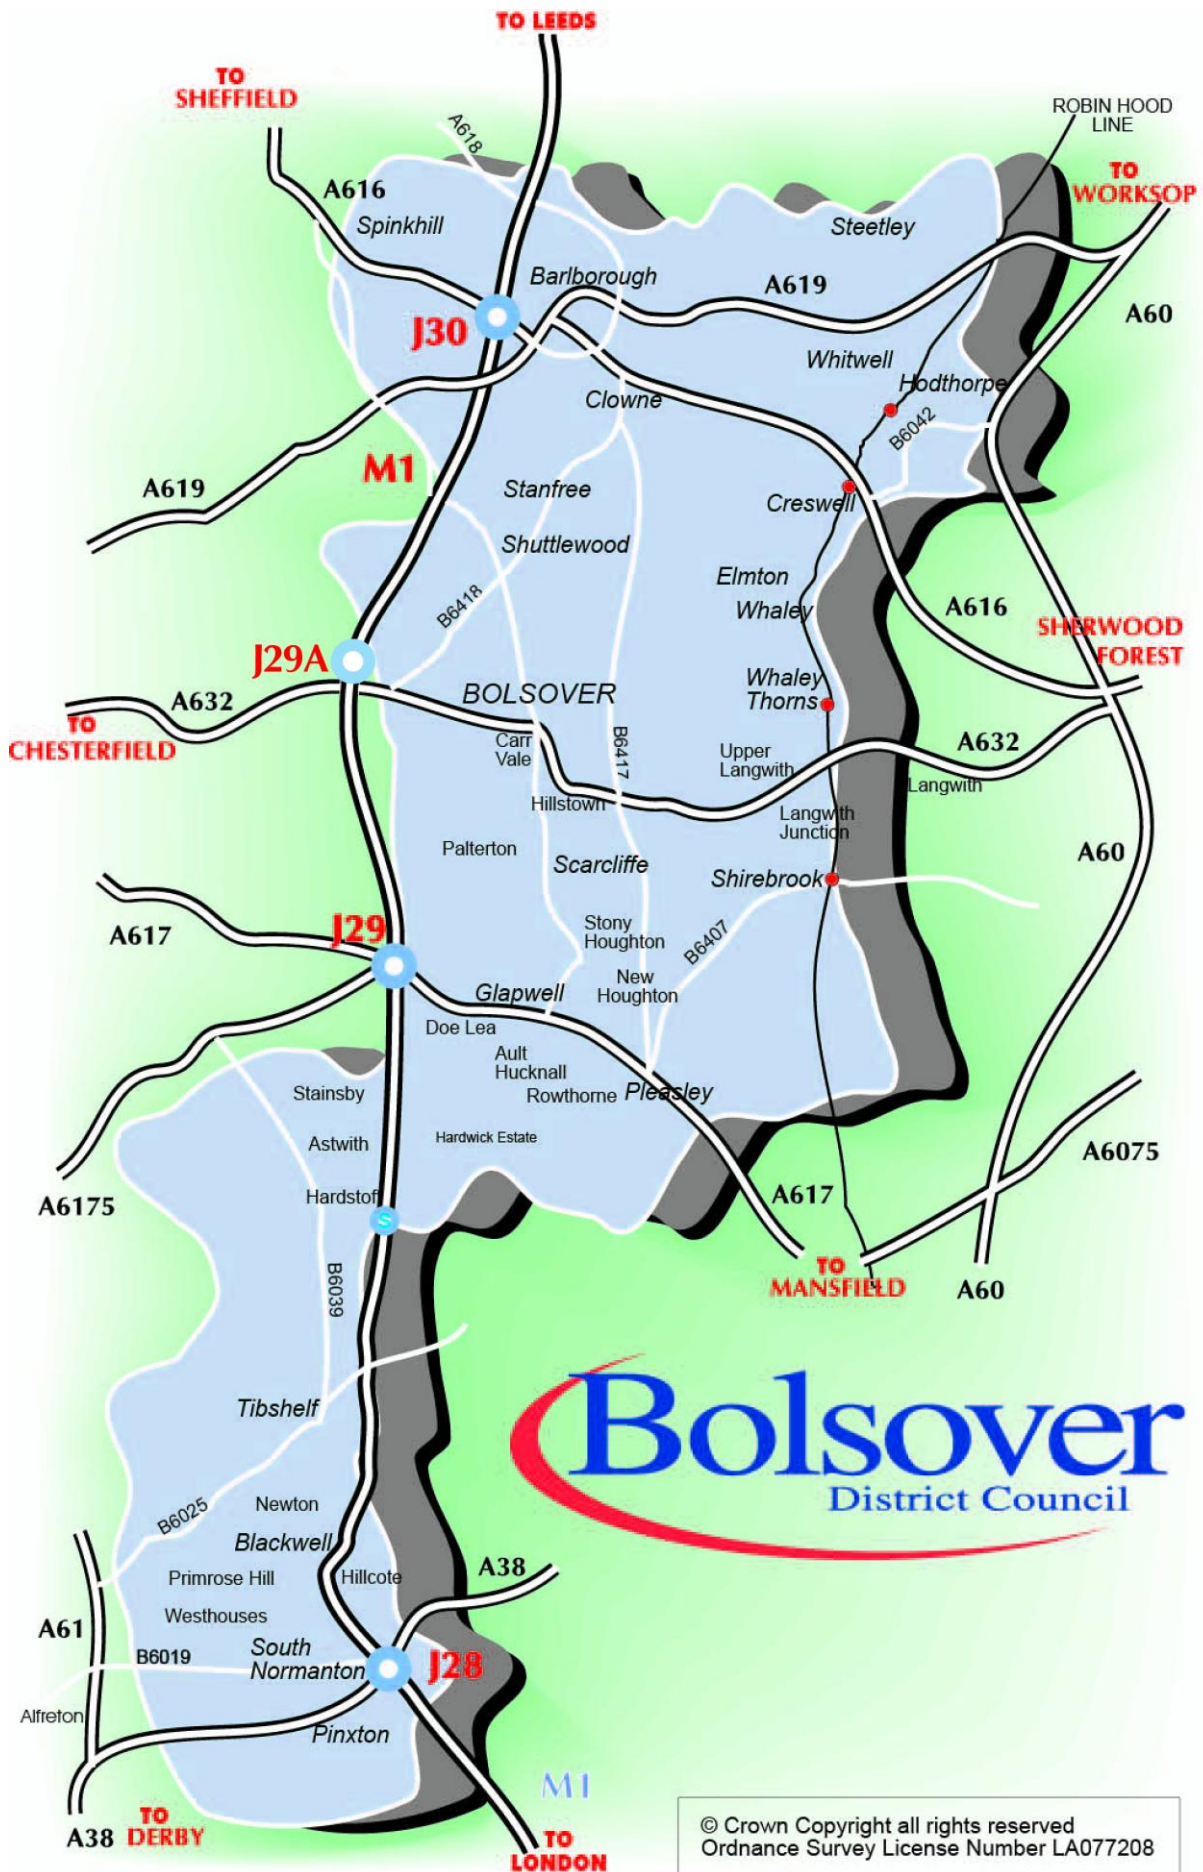 TO LEEDS
TO
SHEFFIELD
A618
ROBIN HOOD
LINE
TO
WORKSOP
A616
Spinkhill
Steetley
Barlborough
A619
A60
J30
Whitwell
Hodthorpe
Clowne
B6042
M1
A619
Stanfree
Creswell
Shuttlewood
Elmton
Whaley
B6418
A616
SHERWOOD
FOREST
J29A
A632
BOLSOVER
Whaley
Thorns
TO
CHESTERFIELD
Carr
Vale
B6417
Upper
Langwith
A632
Langwith
Hillstown
Langwith
Junction
Palterton
Scarcliffe
Shirebrook
A60
A617
J29
Stony
Houghton
B6407
New
Houghton
Glapwell
Doe Lea
Ault
Hucknall
Rowthorne
Pleasley
Stainsby
Astwith
Hardwick Estate
A6075
A6175
Hardstoft
S
A617
TO
MANSFIELD
A60
B6039
Tibshelf
Bolsover
District Council
B6025
Newton
Blackwell
Primrose Hill
Hillcote
A38
Westhouses
A61
B6019
South
Normanton
J28
Alfreton
Pinxton
M1
A38
TO
DERBY
TO
LONDON
© Crown Copyright all rights reserved
Ordnance Survey License Number LA077208